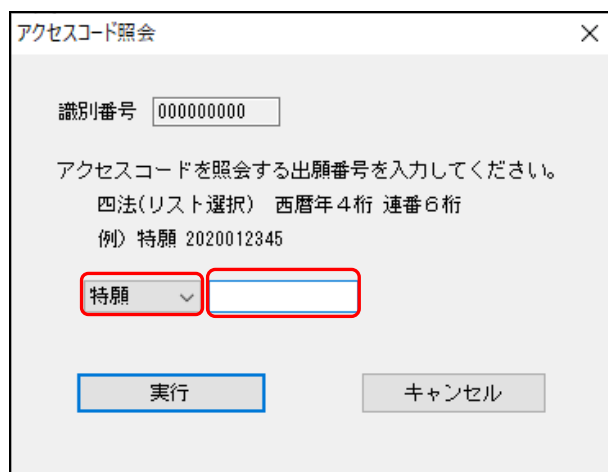 アクセスコード照会
識別番号 000000000
アクセスコードを照会する出願番号を入力してください。
四法(リスト選択) 西暦年４桁 連番６桁
例) 特願 2020012345
特願
実行 キャンセル